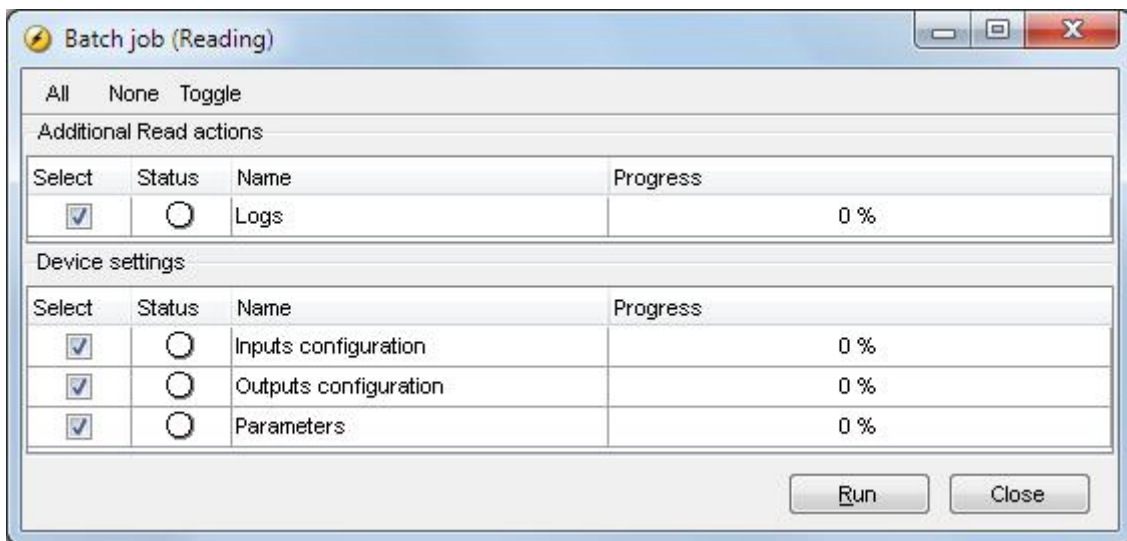 Batch job (Reading)
All None Toggle
Additional Read actions
Select Status Name Progress
Logs 0 %
Device settings
Select Status Name Progress
Inputs configuration 0 %
Outputs configuration 0 %
Parameters 0 %
Run Close